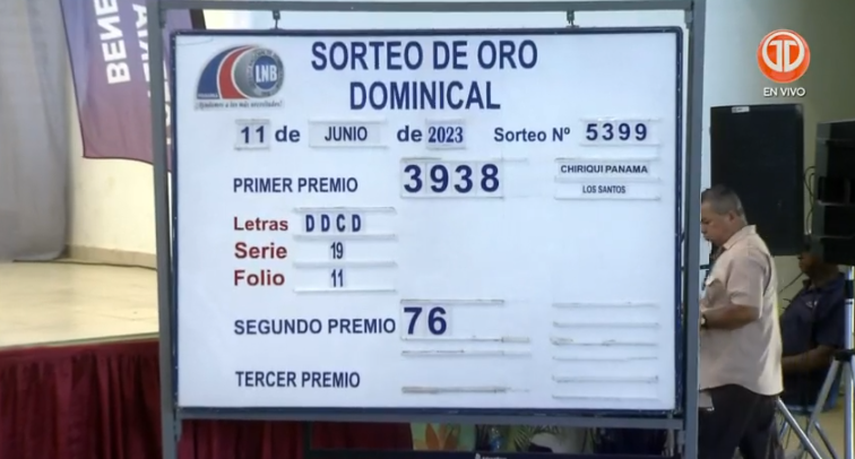 BENE
LNB
PANAMA
¡Ayudamos a los más necesitados!
SORTEO DE ORO
DOMINICAL
EN VIVO
11 de JUNIO de 2023 Sorteo Nº 5399
PRIMER PREMIO 3938 CHIRIQUI PANAMA
LOS SANTOS
Letras DDCD
Serie 19
Folio 11
SEGUNDO PREMIO 76
TERCER PREMIO